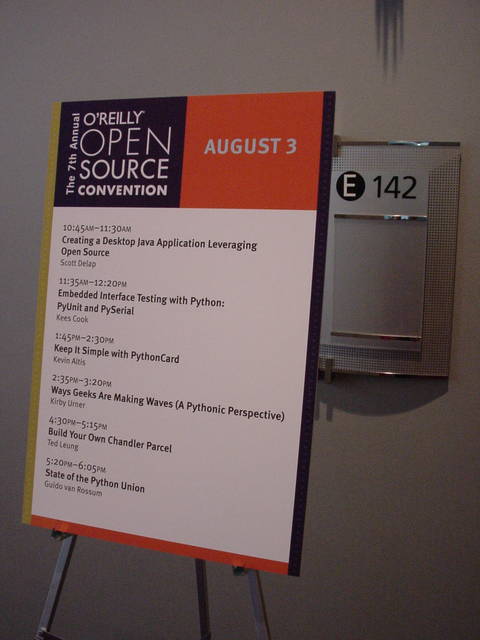 The 7th Annual
O'REILLY
OPEN
SOURCE
CONVENTION
AUGUST 3
10:45AM–11:30AM
Creating a Desktop Java Application Leveraging
Open Source
Scott Delap
11:35AM–12:20PM
Embedded Interface Testing with Python:
PyUnit and PySerial
Kees Cook
1:45PM–2:30PM
Keep It Simple with PythonCard
Kevin Altis
2:35PM–3:20PM
Ways Geeks Are Making Waves (A Pythonic Perspective)
Kirby Urner
4:30PM–5:15PM
Build Your Own Chandler Parcel
Ted Leung
5:20PM–6:05PM
State of the Python Union
Guido van Rossum
E 142